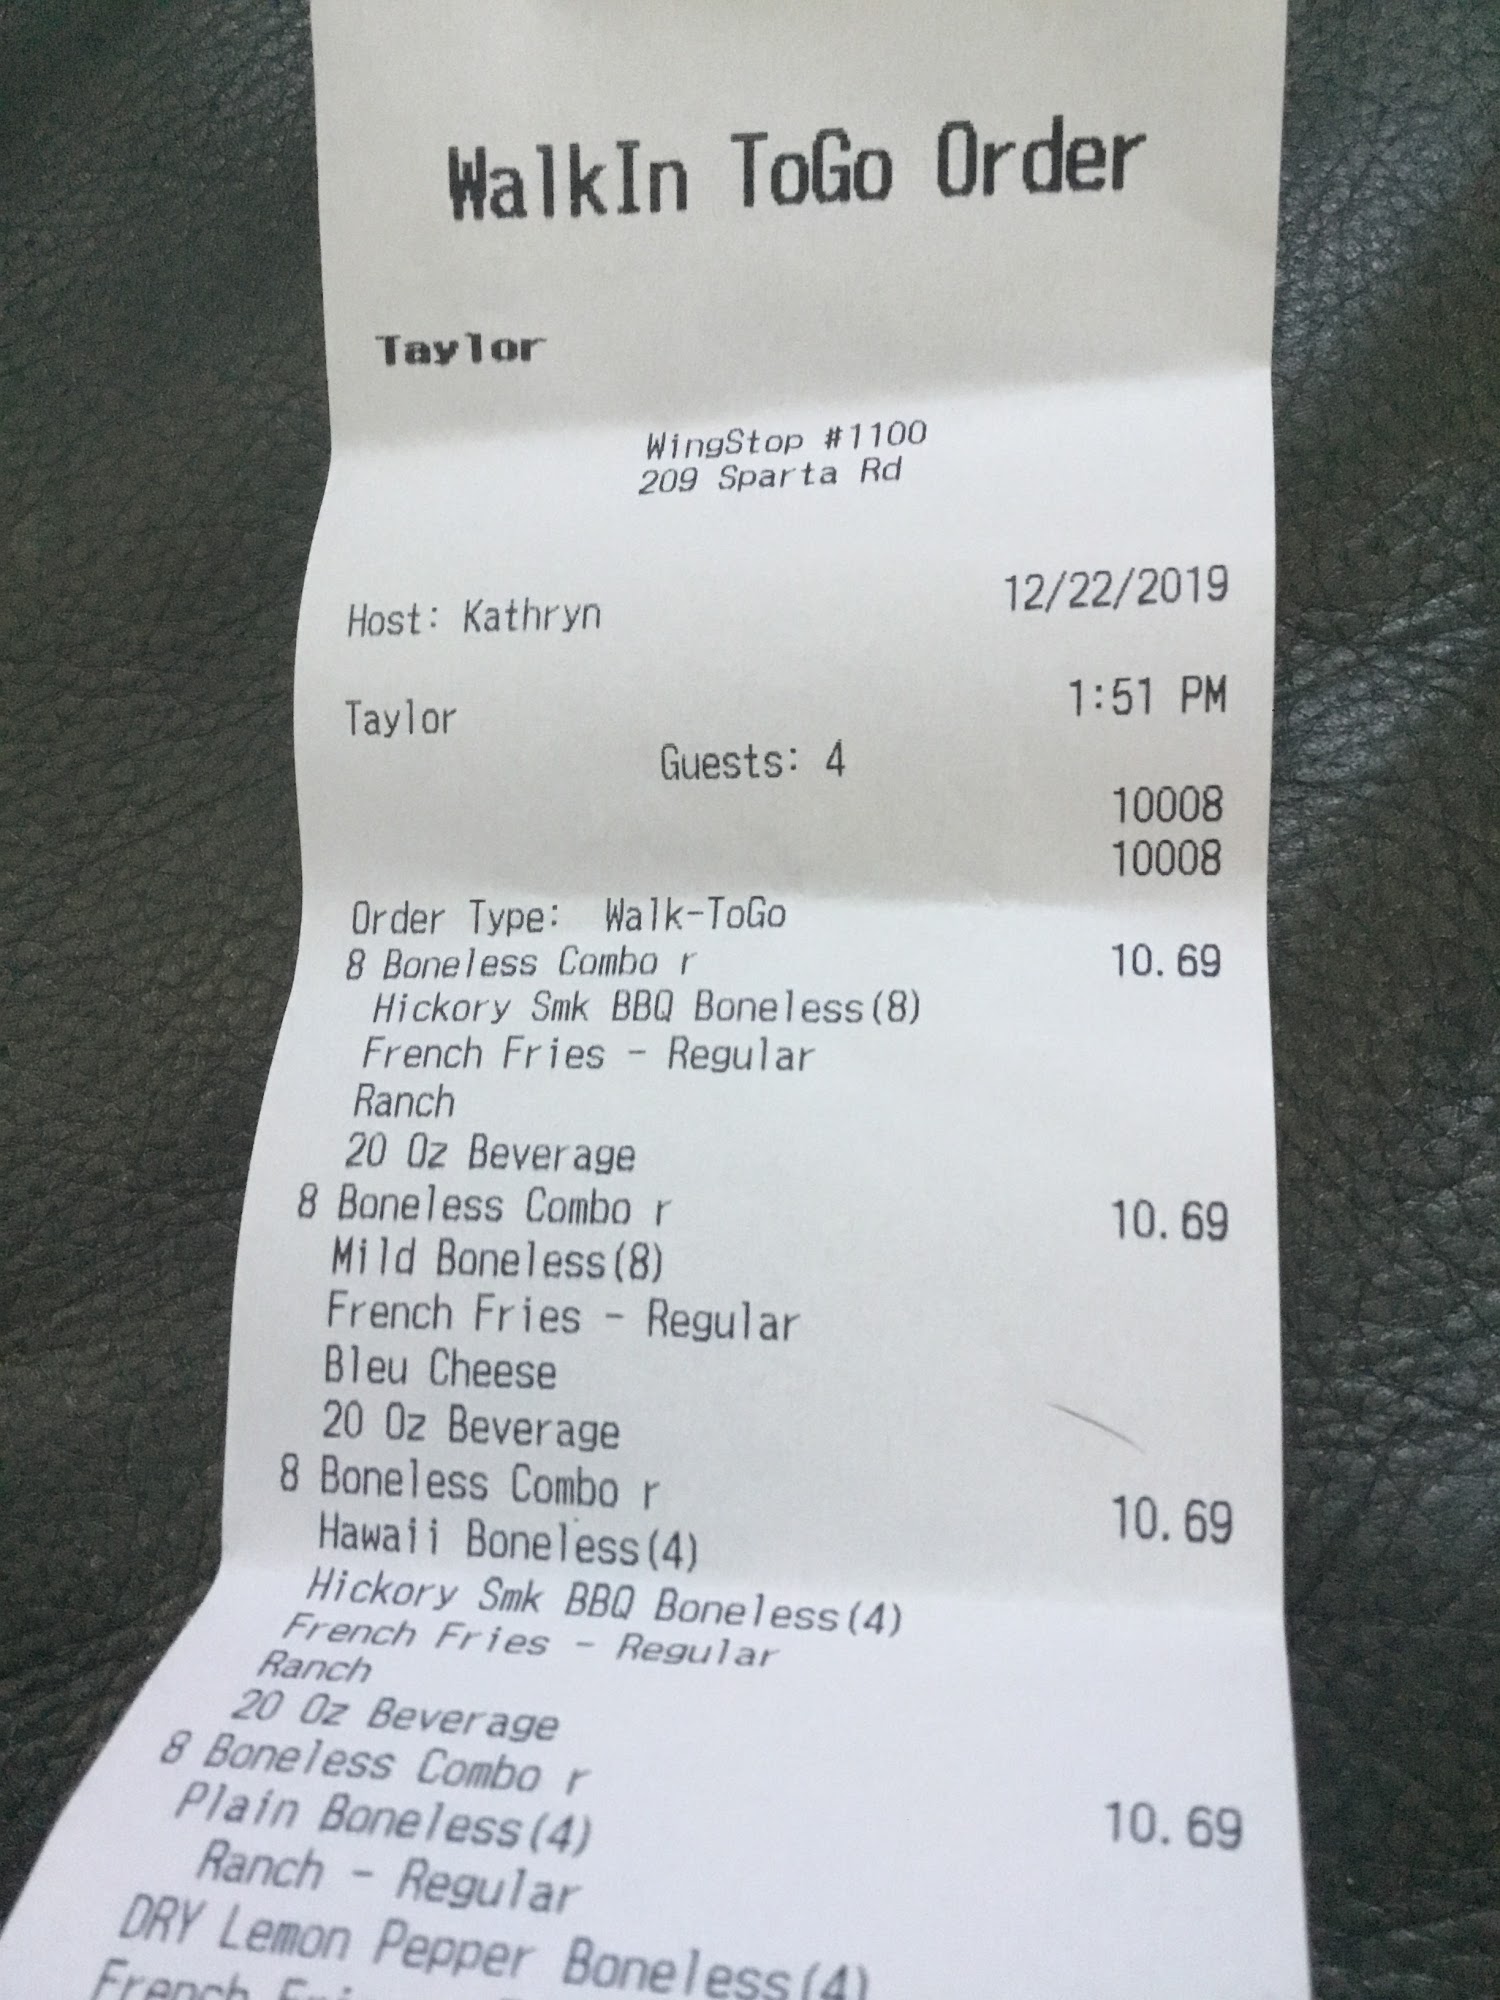 WalkIn ToGo Order
Taylor
WingStop #1100
209 Sparta Rd
Host: Kathryn 12/22/2019
Taylor 1:51 PM
Guests: 4
10008
10008
Order Type: Walk-ToGo
8 Boneless Combo r 10.69
Hickory Smk BBQ Boneless(8)
French Fries - Regular
Ranch
20 Oz Beverage
8 Boneless Combo r 10.69
Mild Boneless(8)
French Fries - Regular
Bleu Cheese
20 Oz Beverage
8 Boneless Combo r 10.69
Hawaii Boneless(4)
Hickory Smk BBQ Boneless(4)
French Fries - Regular
Ranch
20 Oz Beverage
8 Boneless Combo r 10.69
Plain Boneless(4)
Ranch - Regular
DRY Lemon Pepper Boneless(4)
French